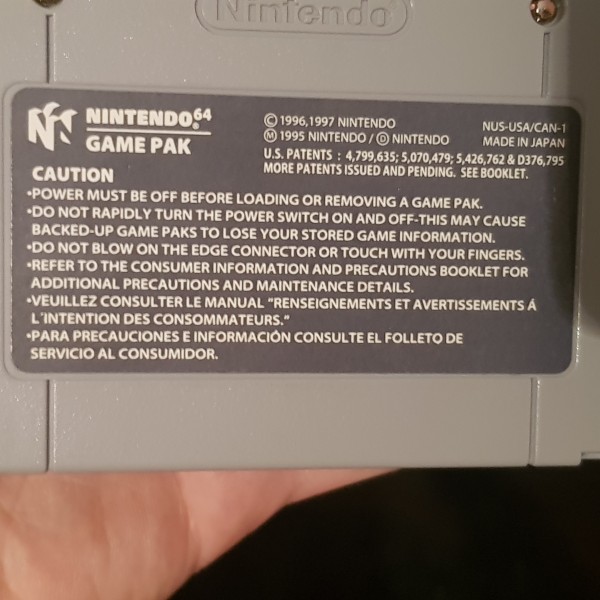 Nintendo
NINTENDO⁶⁴
GAME PAK
© 1996,1997 NINTENDO
Ⓜ 1995 NINTENDO / Ⓓ NINTENDO
NUS-USA/CAN-1
MADE IN JAPAN
U.S. PATENTS : 4,799,635; 5,070,479; 5,426,762 & D376,795
MORE PATENTS ISSUED AND PENDING. SEE BOOKLET.
CAUTION
•POWER MUST BE OFF BEFORE LOADING OR REMOVING A GAME PAK.
•DO NOT RAPIDLY TURN THE POWER SWITCH ON AND OFF-THIS MAY CAUSE
BACKED-UP GAME PAKS TO LOSE YOUR STORED GAME INFORMATION.
•DO NOT BLOW ON THE EDGE CONNECTOR OR TOUCH WITH YOUR FINGERS.
•REFER TO THE CONSUMER INFORMATION AND PRECAUTIONS BOOKLET FOR
ADDITIONAL PRECAUTIONS AND MAINTENANCE DETAILS.
•VEUILLEZ CONSULTER LE MANUAL "RENSEIGNEMENTS ET AVERTISSEMENTS Á
L'INTENTION DES CONSOMMATEURS."
•PARA PRECAUCIONES E INFORMACIÓN CONSULTE EL FOLLETO DE
SERVICIO AL CONSUMIDOR.